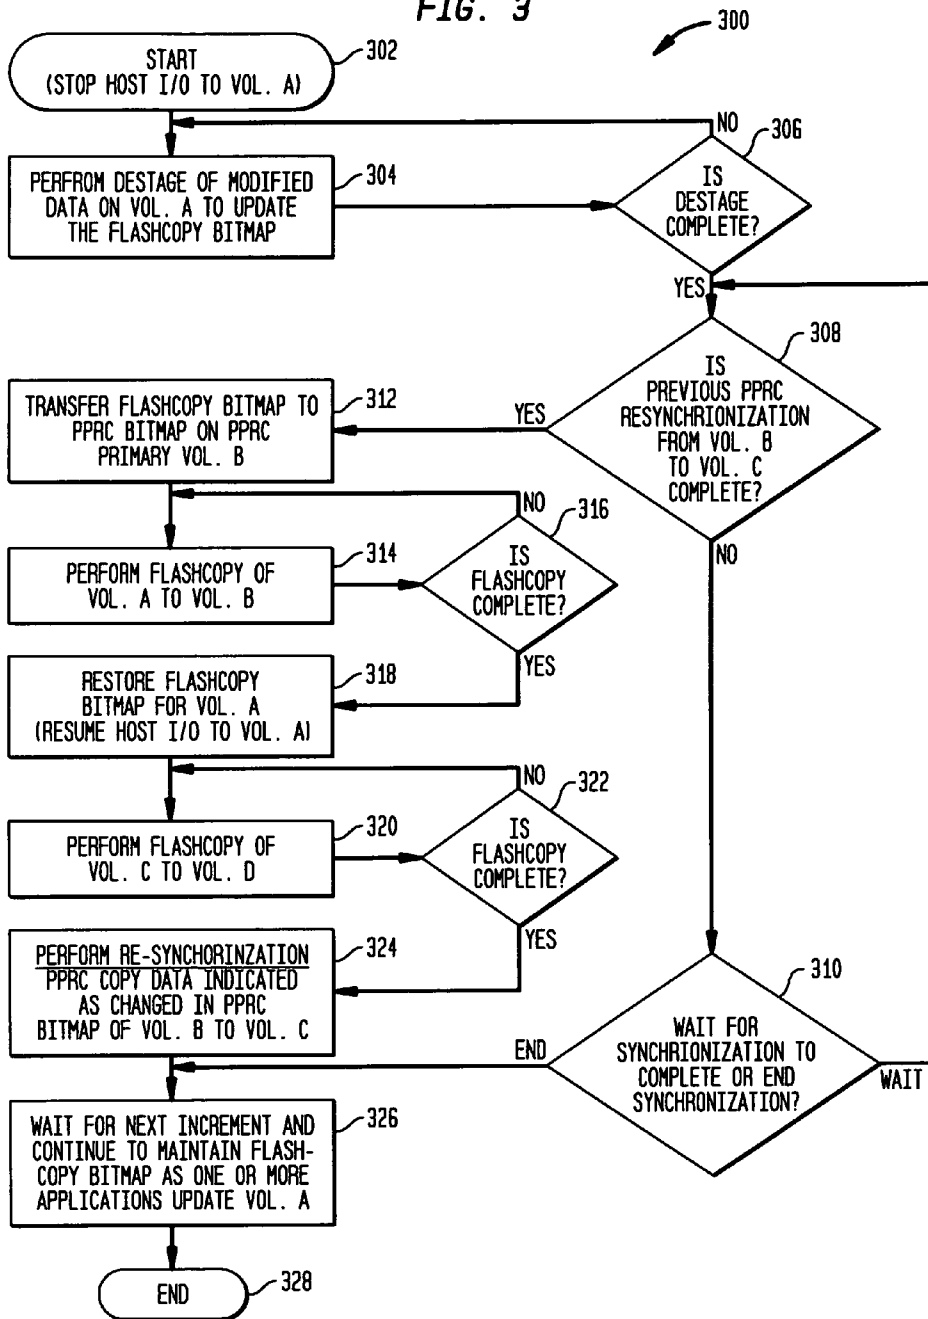 FIG. 3
300
START
(STOP HOST I/O TO VOL. A)
302
NO
306
PERFROM DESTAGE OF MODIFIED
DATA ON VOL. A TO UPDATE
THE FLASHCOPY BITMAP
304
IS
DESTAGE
COMPLETE?
YES
308
IS
PREVIOUS PPRC
RESYNCHRIONIZATION
FROM VOL. B
TO VOL. C
COMPLETE?
YES
NO
TRANSFER FLASHCOPY BITMAP TO
PPRC BITMAP ON PPRC
PRIMARY VOL. B
312
NO
316
PERFORM FLASHCOPY OF
VOL. A TO VOL. B
314
IS
FLASHCOPY
COMPLETE?
YES
RESTORE FLASHCOPY
BITMAP FOR VOL. A
(RESUME HOST I/O TO VOL. A)
318
NO
322
PERFORM FLASHCOPY OF
VOL. C TO VOL. D
320
IS
FLASHCOPY
COMPLETE?
YES
PERFORM RE-SYNCHORINZATION
PPRC COPY DATA INDICATED
AS CHANGED IN PPRC
BITMAP OF VOL. B TO VOL. C
324
310
WAIT FOR
SYNCHRIONIZATION TO
COMPLETE OR END
SYNCHRONIZATION?
END
WAIT
WAIT FOR NEXT INCREMENT AND
CONTINUE TO MAINTAIN FLASH-
COPY BITMAP AS ONE OR MORE
APPLICATIONS UPDATE VOL. A
326
END
328